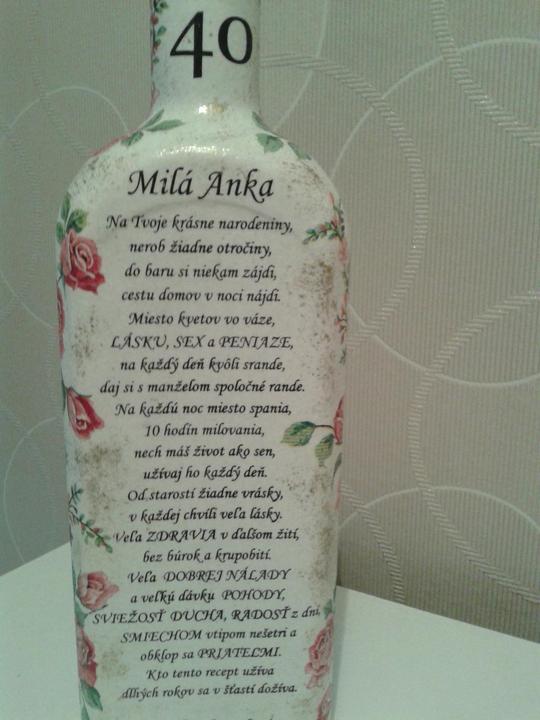 40
Milá Anka
Na Tvoje krásne narodeniny,
nerob žiadne otročiny,
do baru si niekam zájdi,
cestu domov v noci nájdi.
Miesto kvetov vo váze,
LÁSKU, SEX a PENIAZE,
na každý deň kvôli srande,
daj si s manželom spoločné rande.
Na každú noc miesto spania,
10 hodín milovania,
nech máš život ako sen,
užívaj ho každý deň.
Od starostí žiadne vrásky,
v každej chvíli veľa lásky.
Veľa ZDRAVIA v ďalšom žití,
bez búrok a krupobití.
Veľa DOBREJ NÁLADY
a veľkú dávku POHODY,
SVIEŽOSŤ DUCHA, RADOSŤ z dní,
SMIECHOM vtipom nešetri a
obklop sa PRIATEĽMI.
Kto tento recept užíva
dlhých rokov sa v šťastí dožíva.